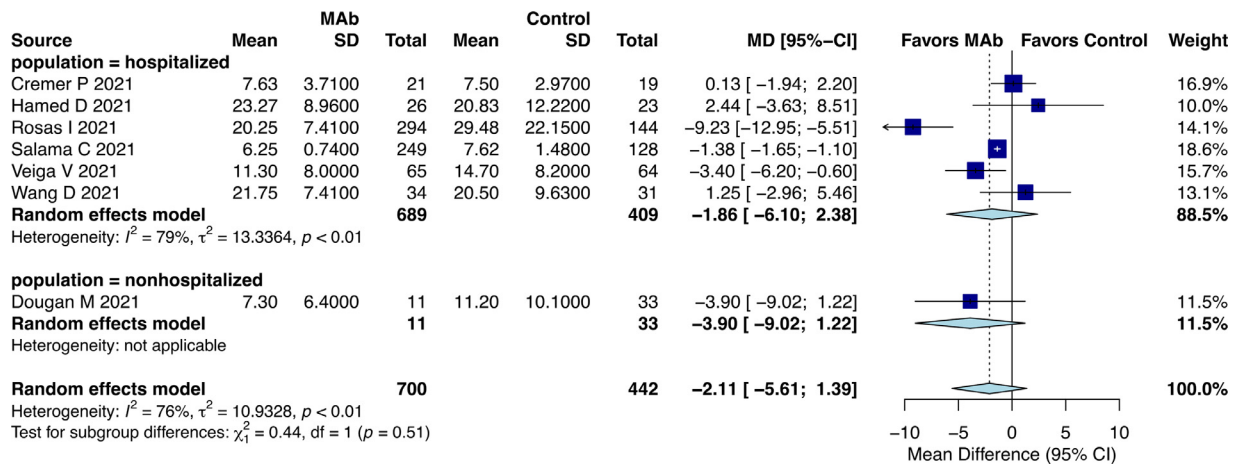 MAb Control
Source Mean SD Total Mean SD Total MD [95%−CI] Favors MAb Favors Control Weight
population = hospitalized
Cremer P 2021 7.63 3.7100 21 7.50 2.9700 19 0.13 [ −1.94; 2.20] 16.9%
Hamed D 2021 23.27 8.9600 26 20.83 12.2200 23 2.44 [ −3.63; 8.51] 10.0%
Rosas I 2021 20.25 7.4100 294 29.48 22.1500 144 −9.23 [−12.95; −5.51] 14.1%
Salama C 2021 6.25 0.7400 249 7.62 1.4800 128 −1.38 [ −1.65; −1.10] 18.6%
Veiga V 2021 11.30 8.0000 65 14.70 8.2000 64 −3.40 [ −6.20; −0.60] 15.7%
Wang D 2021 21.75 7.4100 34 20.50 9.6300 31 1.25 [ −2.96; 5.46] 13.1%
Random effects model 689 409 −1.86 [ −6.10; 2.38] 88.5%
Heterogeneity: I² = 79%, τ² = 13.3364, p < 0.01
population = nonhospitalized
Dougan M 2021 7.30 6.4000 11 11.20 10.1000 33 −3.90 [ −9.02; 1.22] 11.5%
Random effects model 11 33 −3.90 [ −9.02; 1.22] 11.5%
Heterogeneity: not applicable
Random effects model 700 442 −2.11 [ −5.61; 1.39] 100.0%
Heterogeneity: I² = 76%, τ² = 10.9328, p < 0.01
Test for subgroup differences: χ²₁ = 0.44, df = 1 (p = 0.51)
−10 −5 0 5 10
Mean Difference (95% CI)